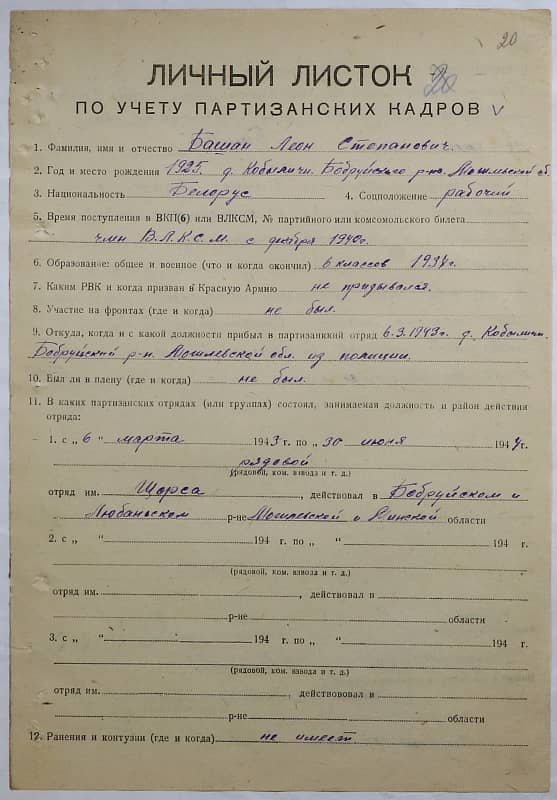 20
ЛИЧНЫЙ ЛИСТОК 20
ПО УЧЕТУ ПАРТИЗАНСКИХ КАДРОВ V
1. Фамилия, имя и отчество Башан Леон Степанович.
2. Год и место рождения 1925. д. Кобыличи. Бобруйского р-на. Могильской об.
3. Национальность Белорус 4. Соцположение рабочий
5. Время поступления в ВКП(б) или ВЛКСМ, № партийного или комсомольского билета
член В.Л.К.С.М. с декабря 1940г.
6. Образование: общее и военное (что и когда окончил) 6 классов 1937г.
7. Каким РВК и когда призван в Красную Армию не призывался.
8. Участие на фронтах (где и когда) не был.
9. Откуда, когда и с какой должности прибыл в партизанкий отряд 6.3.1943г. д. Кобыличи.
Бобруйский р-н. Могилевской обл. из полиции.
10. Был ли в плену (где и когда) не был.
11. В каких партизанских отрядах (или группах) состоял, занимаемая должность и район действия
отряда:
1. с „ 6 “ марта 1943 г. по „ 30 “ июня 1944 г.
рядовой
(рядовой, ком. взвода и т. д.)
отряд им. Щорса, действовал в Бобруйском и
Любаньском р-не Могилевской и Минской области
2. с „ “ 194 г. по „ “ 194 г.
(рядовой, ком. взвода и т. д.)
отряд им. , действовал в
р-не области
3. с „ “ 194 г. по „ “ 194 г.
(рядовой, ком. взвода и т. д.)
отряд им. , действововал в
р-не области
12. Ранения и контузии (где и когда) не имеет